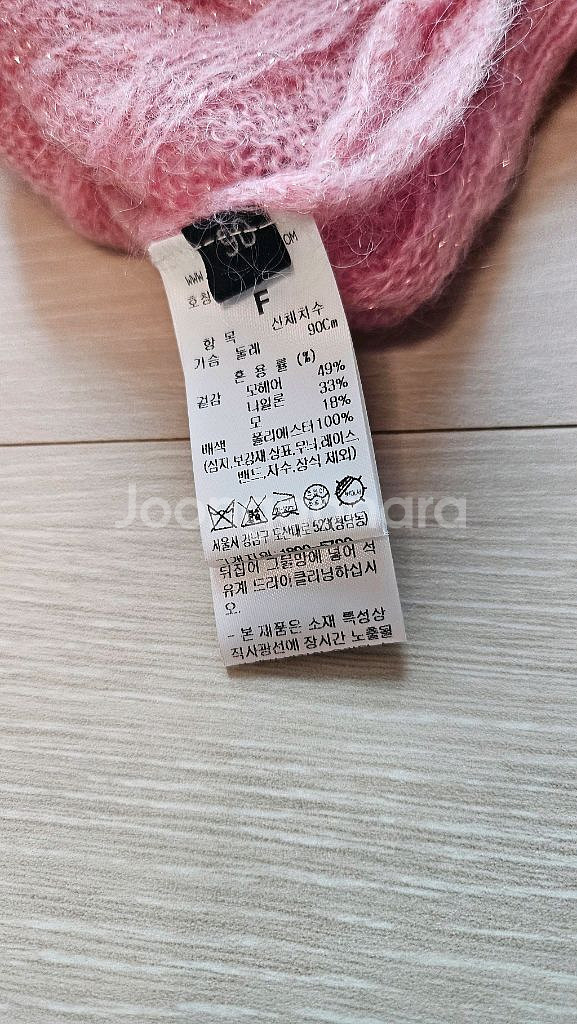 OM
WWW.
호칭
F
항 목 신체치수
가슴 둘레 90Cm
혼 용 률 (%)
겉감 모헤어 49%
나일론 33%
모 18%
배색 폴리에스터100%
(심지,보강재,상표,무늬,레이스,
밴드,자수,장식 제외)
Joongonara
서울시 강남구 도산대로 523(청담동)
뒤집어 그물망에 넣어 석
유계 드라이클리닝하십시
오.
- 본 제품은 소재 특성상
직사광선에 장시간 노출될